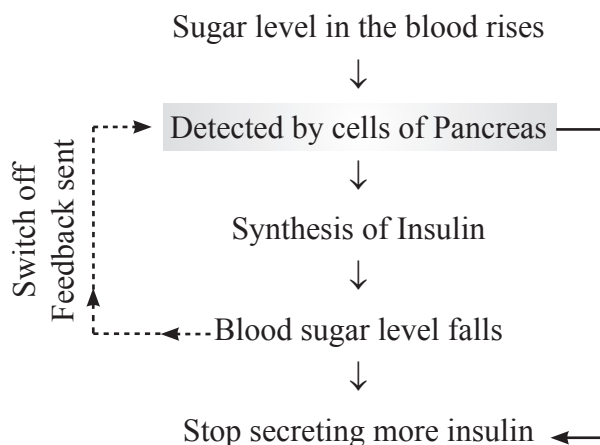 Sugar level in the blood rises
Detected by cells of Pancreas
Switch off
Feedback sent
Synthesis of Insulin
Blood sugar level falls
Stop secreting more insulin